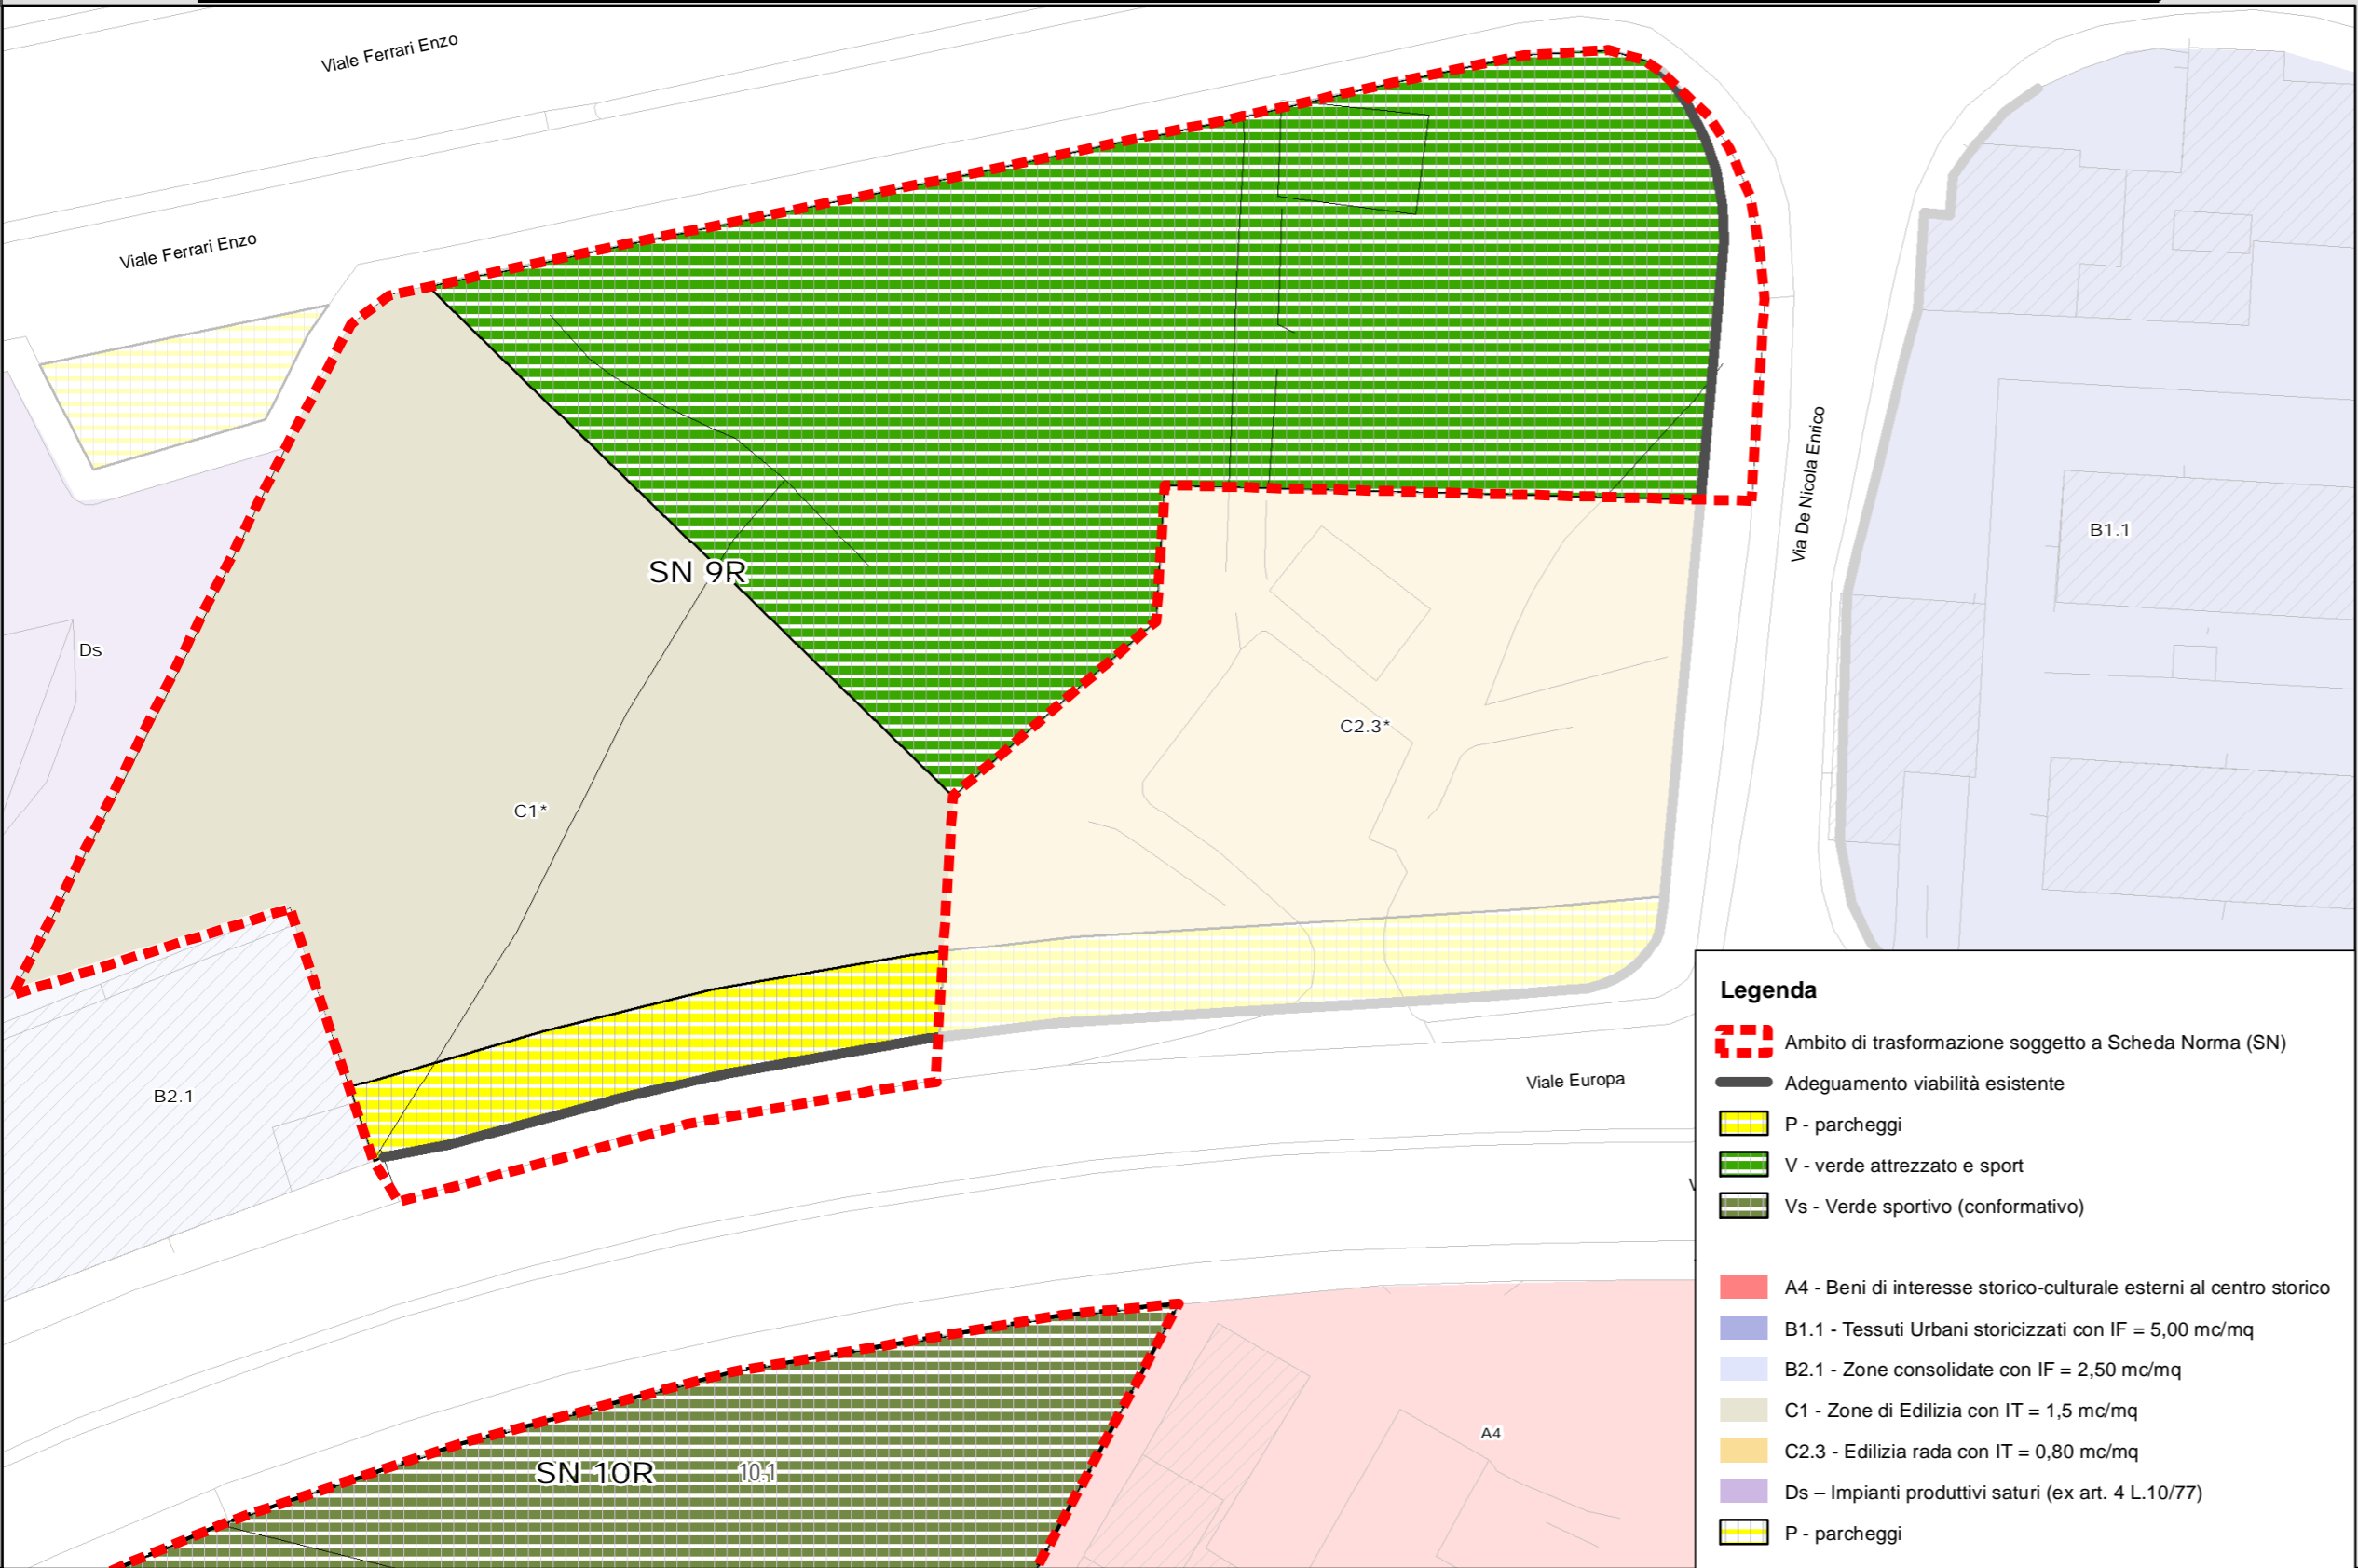 Viale Ferrari Enzo
Viale Ferrari Enzo
Via De Nicola Enrico
B1.1
SN 9R
Ds
C2.3*
C1*
B2.1
Viale Europa
SN 10R
10.1
A4
Legenda
Ambito di trasformazione soggetto a Scheda Norma (SN)
Adeguamento viabilità esistente
P - parcheggi
V - verde attrezzato e sport
Vs - Verde sportivo (conformativo)
A4 - Beni di interesse storico-culturale esterni al centro storico
B1.1 - Tessuti Urbani storicizzati con IF = 5,00 mc/mq
B2.1 - Zone consolidate con IF = 2,50 mc/mq
C1 - Zone di Edilizia con IT = 1,5 mc/mq
C2.3 - Edilizia rada con IT = 0,80 mc/mq
Ds – Impianti produttivi saturi (ex art. 4 L.10/77)
P - parcheggi